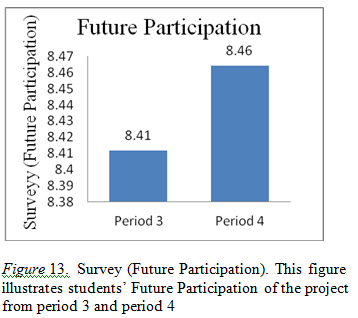 Future Participation
Surveyy (Future Participation)
8.47
8.46
8.45
8.44
8.43
8.42
8.41
8.4
8.39
8.38
8.41
8.46
Period 3
Period 4
Figure 13. Survey (Future Participation). This figure
illustrates students’ Future Participation of the project
from period 3 and period 4